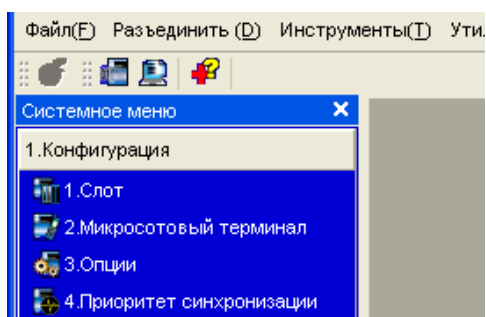 Файл(F) Разъединить (D) Инструменты(T)
Системное меню
1.Конфигурация
1.Слот
2.Микросотовый терминал
3.Опции
4.Приоритет синхронизации